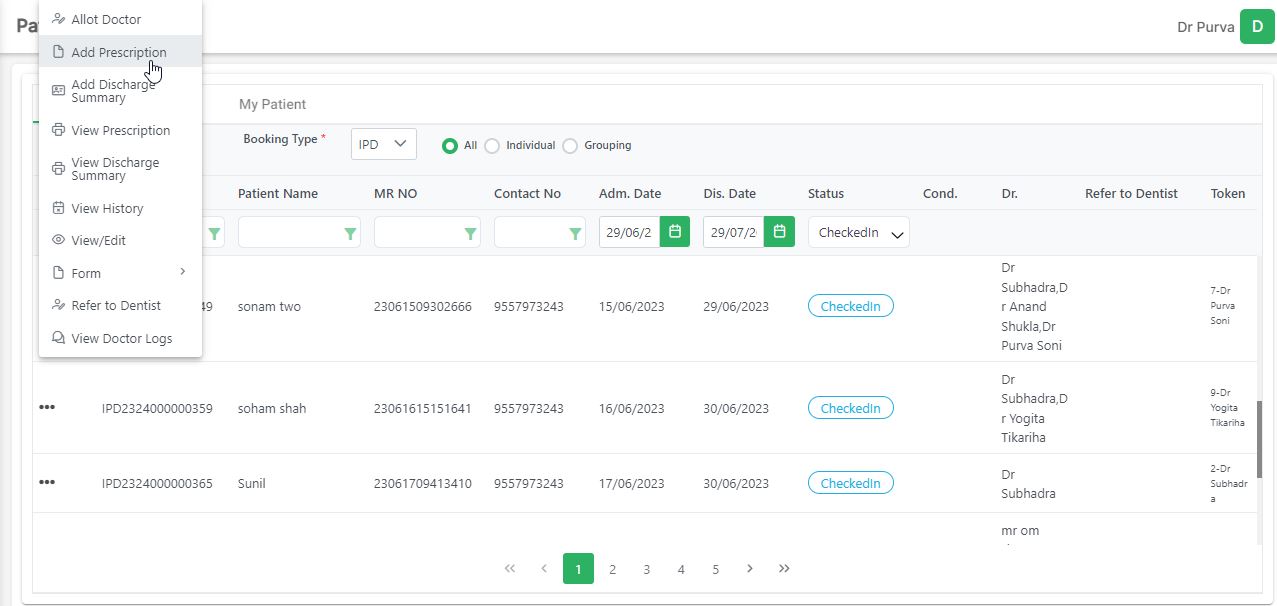 Pa
Dr Purva
D
Allot Doctor
Add Prescription
Add Discharge
Summary
View Prescription
View Discharge
Summary
View History
View/Edit
Form
Refer to Dentist
View Doctor Logs
My Patient
Booking Type *
IPD
All
Individual
Grouping
Patient Name
MR NO
Contact No
Adm. Date
Dis. Date
Status
Cond.
Dr.
Refer to Dentist
Token
29/06/2
29/07/2
CheckedIn
49
sonam two
23061509302666
9557973243
15/06/2023
29/06/2023
CheckedIn
Dr
Subhadra,D
r Anand
Shukla,Dr
Purva Soni
7-Dr
Purva
Soni
IPD2324000000359
soham shah
23061615151641
9557973243
16/06/2023
30/06/2023
CheckedIn
Dr
Subhadra,D
r Yogita
Tikariha
9-Dr
Yogita
Tikariha
IPD2324000000365
Sunil
23061709413410
9557973243
17/06/2023
30/06/2023
CheckedIn
Dr
Subhadra
2-Dr
Subhadr
a
mr om
1
2
3
4
5